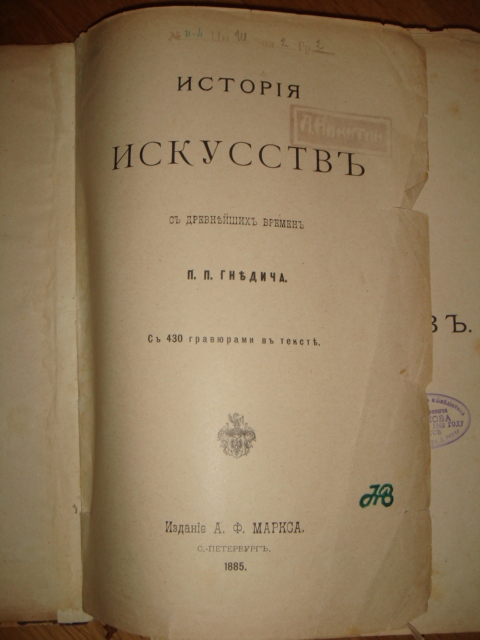 ИСТОРІЯ
ИСКУССТВЪ
СЪ ДРЕВНѢЙШИХЪ ВРЕМЕНЪ
П. П. ГНѢДИЧА.
Съ 430 гравюрами въ текстѣ.
Изданіе А. Ф. МАРКСА.
С.-ПЕТЕРБУРГЪ.
1885.
ВЪ.